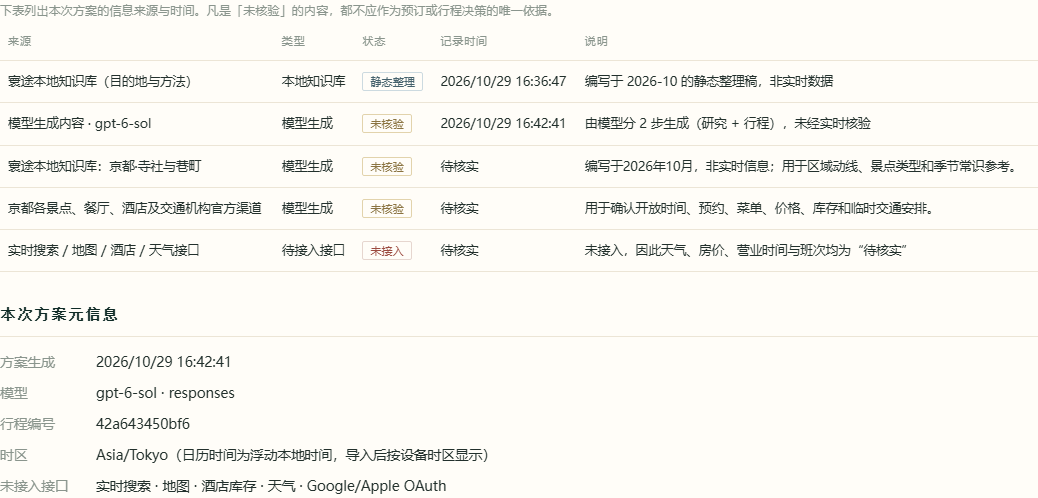 下表列出本次方案的信息来源与时间。凡是「未核验」的内容，都不应作为预订或行程决策的唯一依据。
来源 类型 状态 记录时间 说明
寰途本地知识库（目的地与方法） 本地知识库 静态整理 2026/10/29 16:36:47 编写于 2026-10 的静态整理稿，非实时数据
模型生成内容 · gpt-6-sol 模型生成 未核验 2026/10/29 16:42:41 由模型分 2 步生成（研究 + 行程），未经实时核验
寰途本地知识库：京都·寺社与巷町 模型生成 未核验 待核实 编写于2026年10月，非实时信息；用于区域动线、景点类型和季节常识参考。
京都各景点、餐厅、酒店及交通机构官方渠道 模型生成 未核验 待核实 用于确认开放时间、预约、菜单、价格、库存和临时交通安排。
实时搜索 / 地图 / 酒店 / 天气接口 待接入接口 未接入 待核实 未接入，因此天气、房价、营业时间与班次均为“待核实”
本次方案元信息
方案生成 2026/10/29 16:42:41
模型 gpt-6-sol · responses
行程编号 42a643450bf6
时区 Asia/Tokyo（日历时间为浮动本地时间，导入后按设备时区显示）
未接入接口 实时搜索 · 地图 · 酒店库存 · 天气 · Google/Apple OAuth